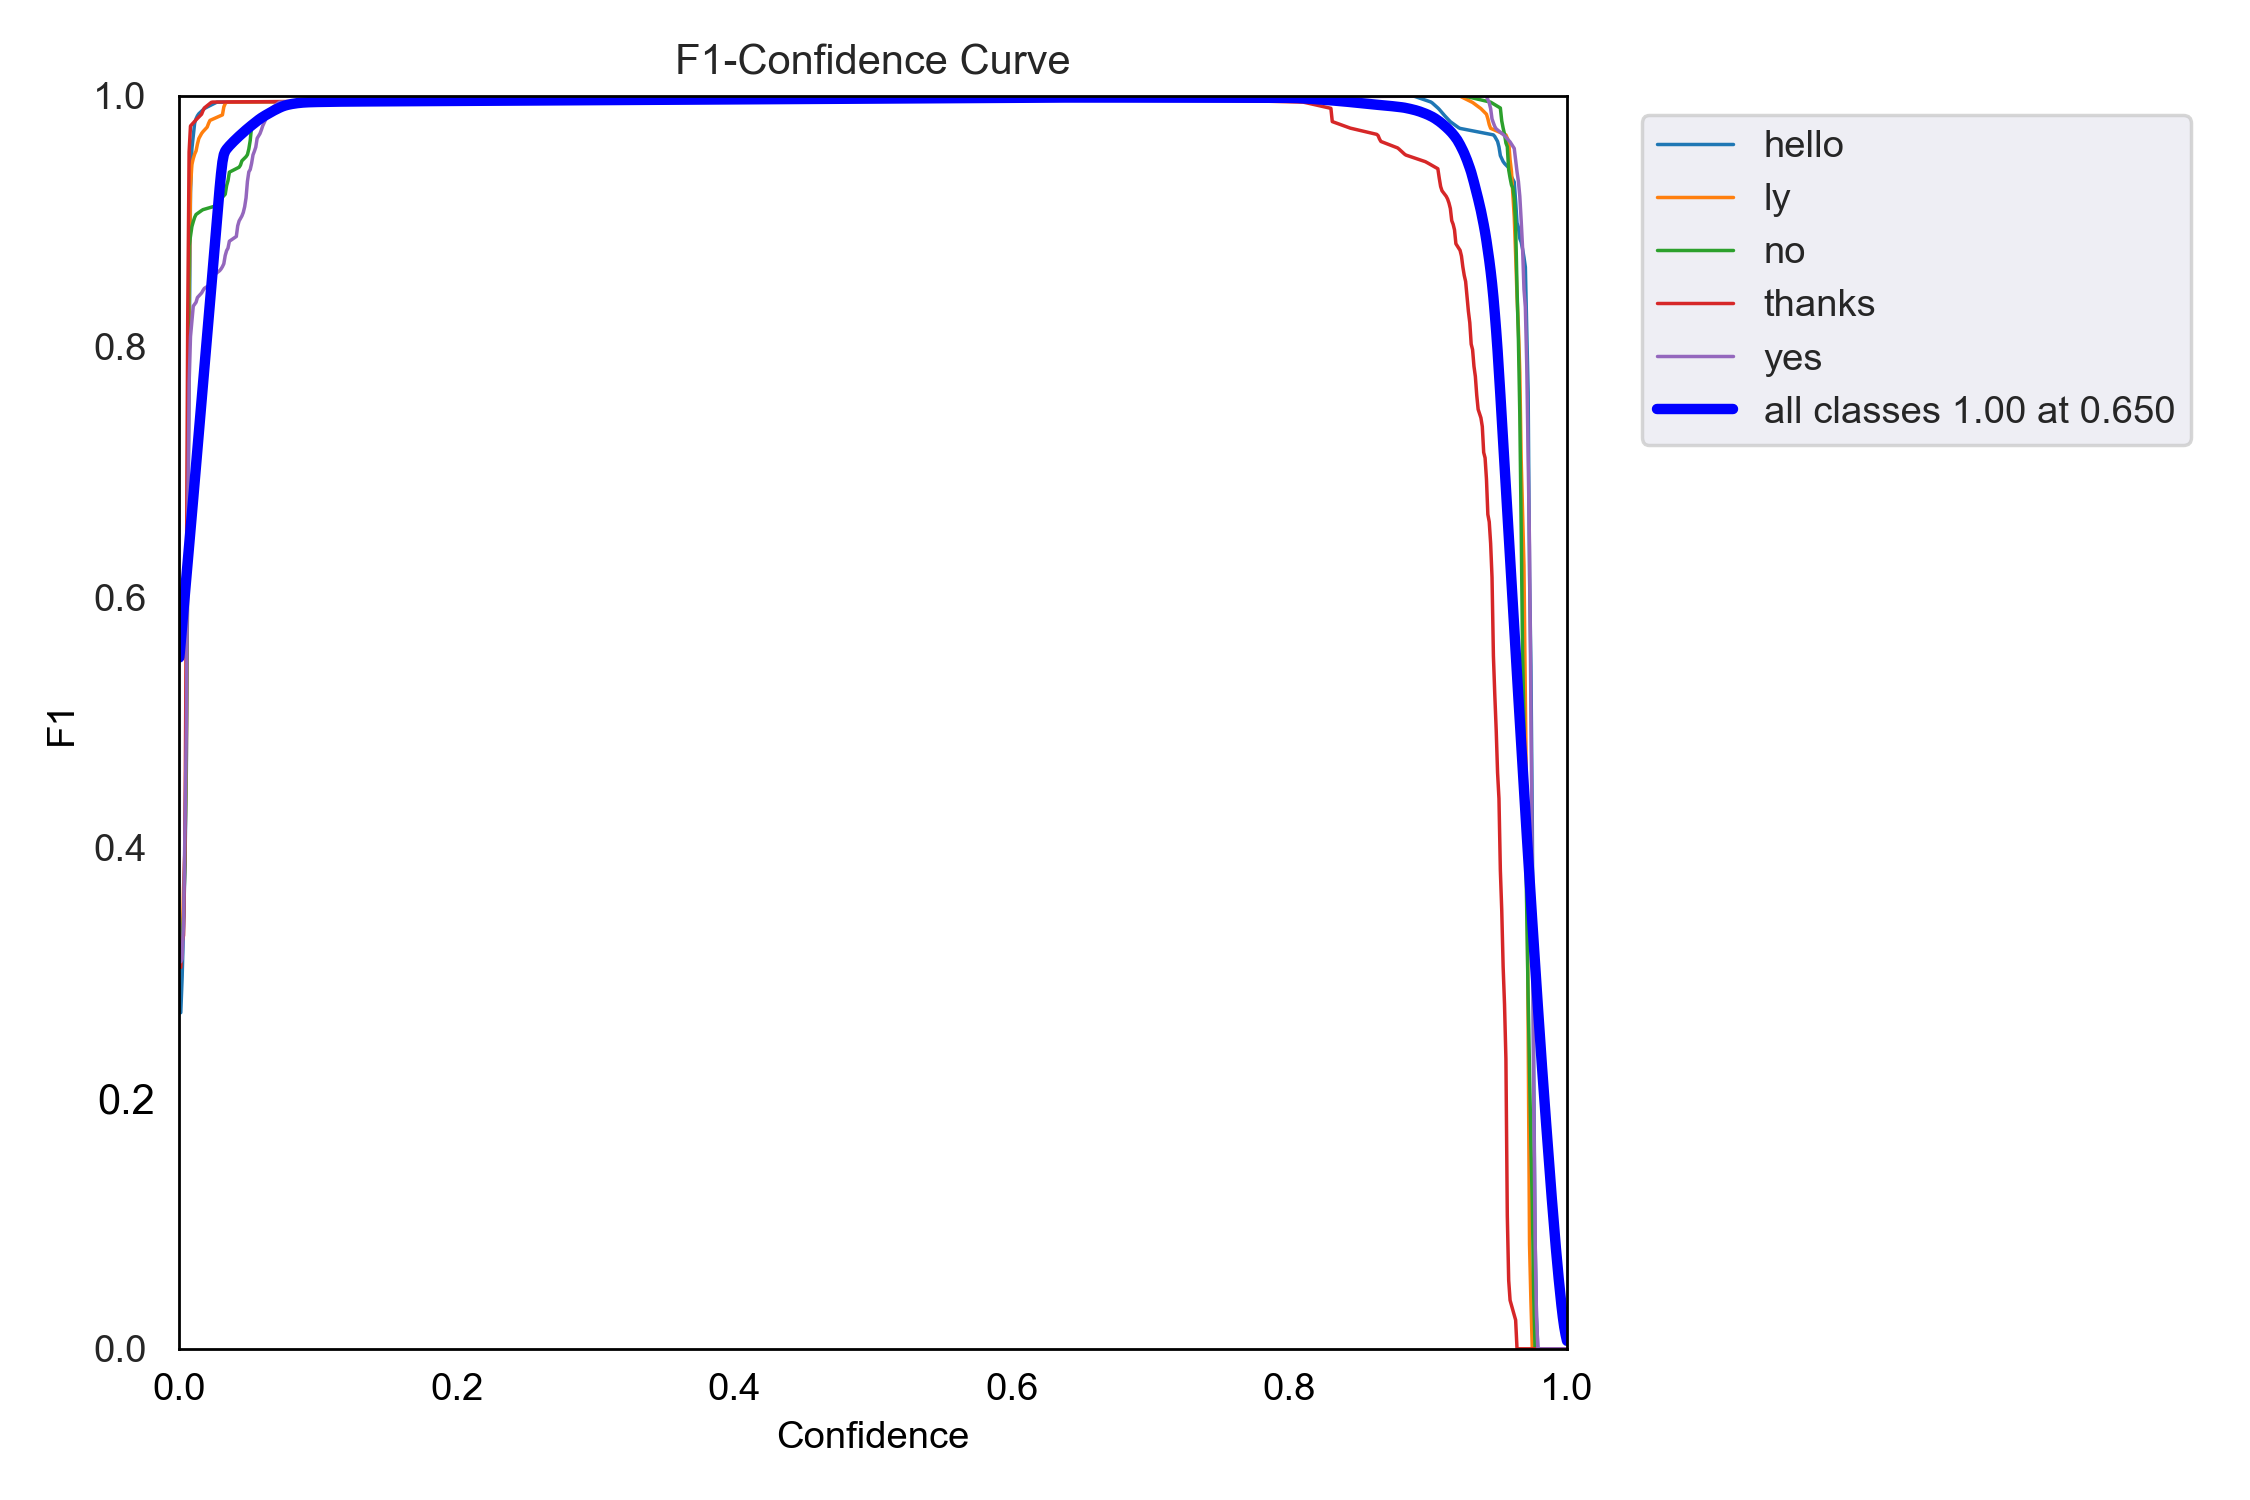 F1-Confidence Curve
1.0
0.8
0.6
0.4
0.2
0.0
F1
0.0 0.2 0.4 0.6 0.8 1.0
Confidence
hello
ly
no
thanks
yes
all classes 1.00 at 0.650